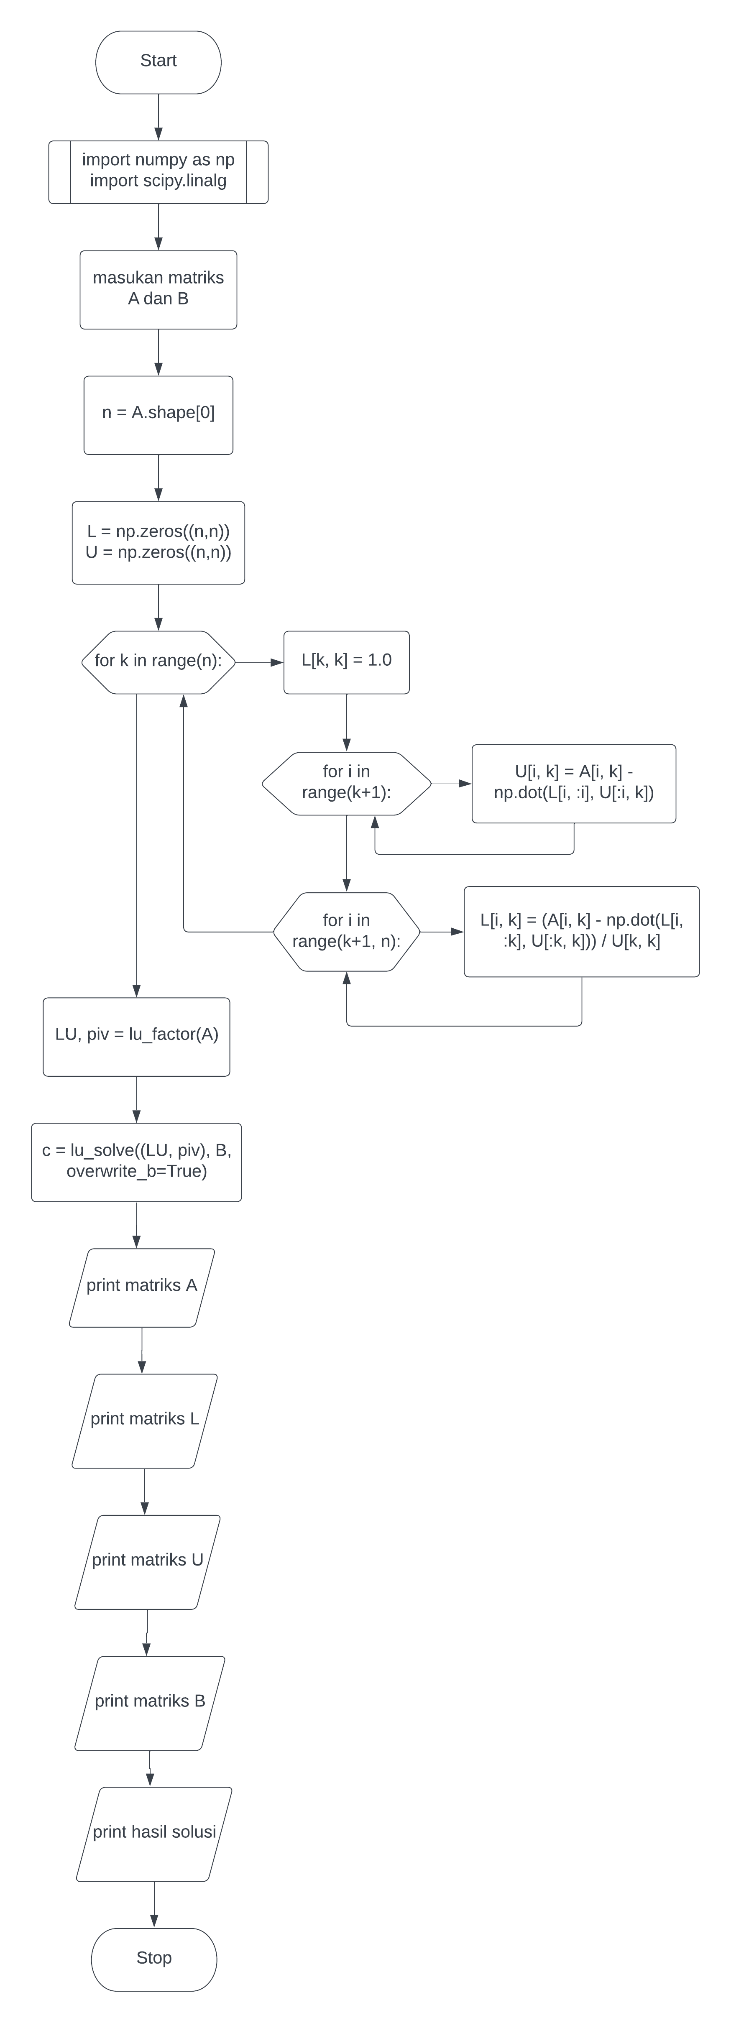 Start
import numpy as np
import scipy.linalg
masukan matriks
A dan B
n = A.shape[0]
L = np.zeros((n,n))
U = np.zeros((n,n))
for k in range(n):
L[k, k] = 1.0
for i in
range(k+1):
U[i, k] = A[i, k] -
np.dot(L[i, :i], U[:i, k])
for i in
range(k+1, n):
L[i, k] = (A[i, k] - np.dot(L[i,
:k], U[:k, k])) / U[k, k]
LU, piv = lu_factor(A)
c = lu_solve((LU, piv), B,
overwrite_b=True)
print matriks A
print matriks L
print matriks U
print matriks B
print hasil solusi
Stop